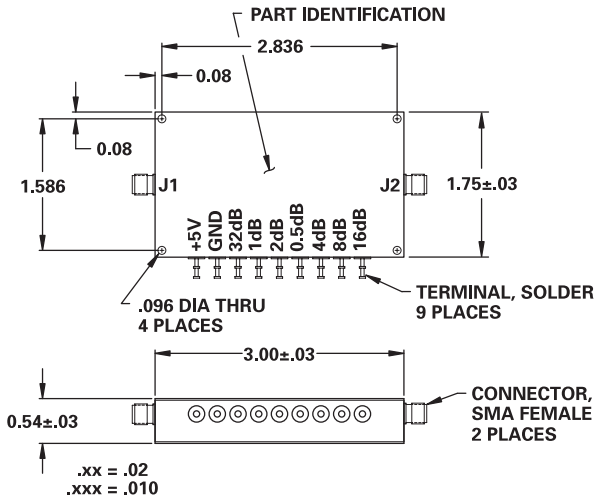 PART IDENTIFICATION
2.836
0.08
0.08
1.586
J1
J2
1.75±.03
+5V
GND
32dB
1dB
2dB
0.5dB
4dB
8dB
16dB
.096 DIA THRU
4 PLACES
TERMINAL, SOLDER
9 PLACES
3.00±.03
0.54±.03
CONNECTOR,
SMA FEMALE
2 PLACES
.xx = .02
.xxx = .010